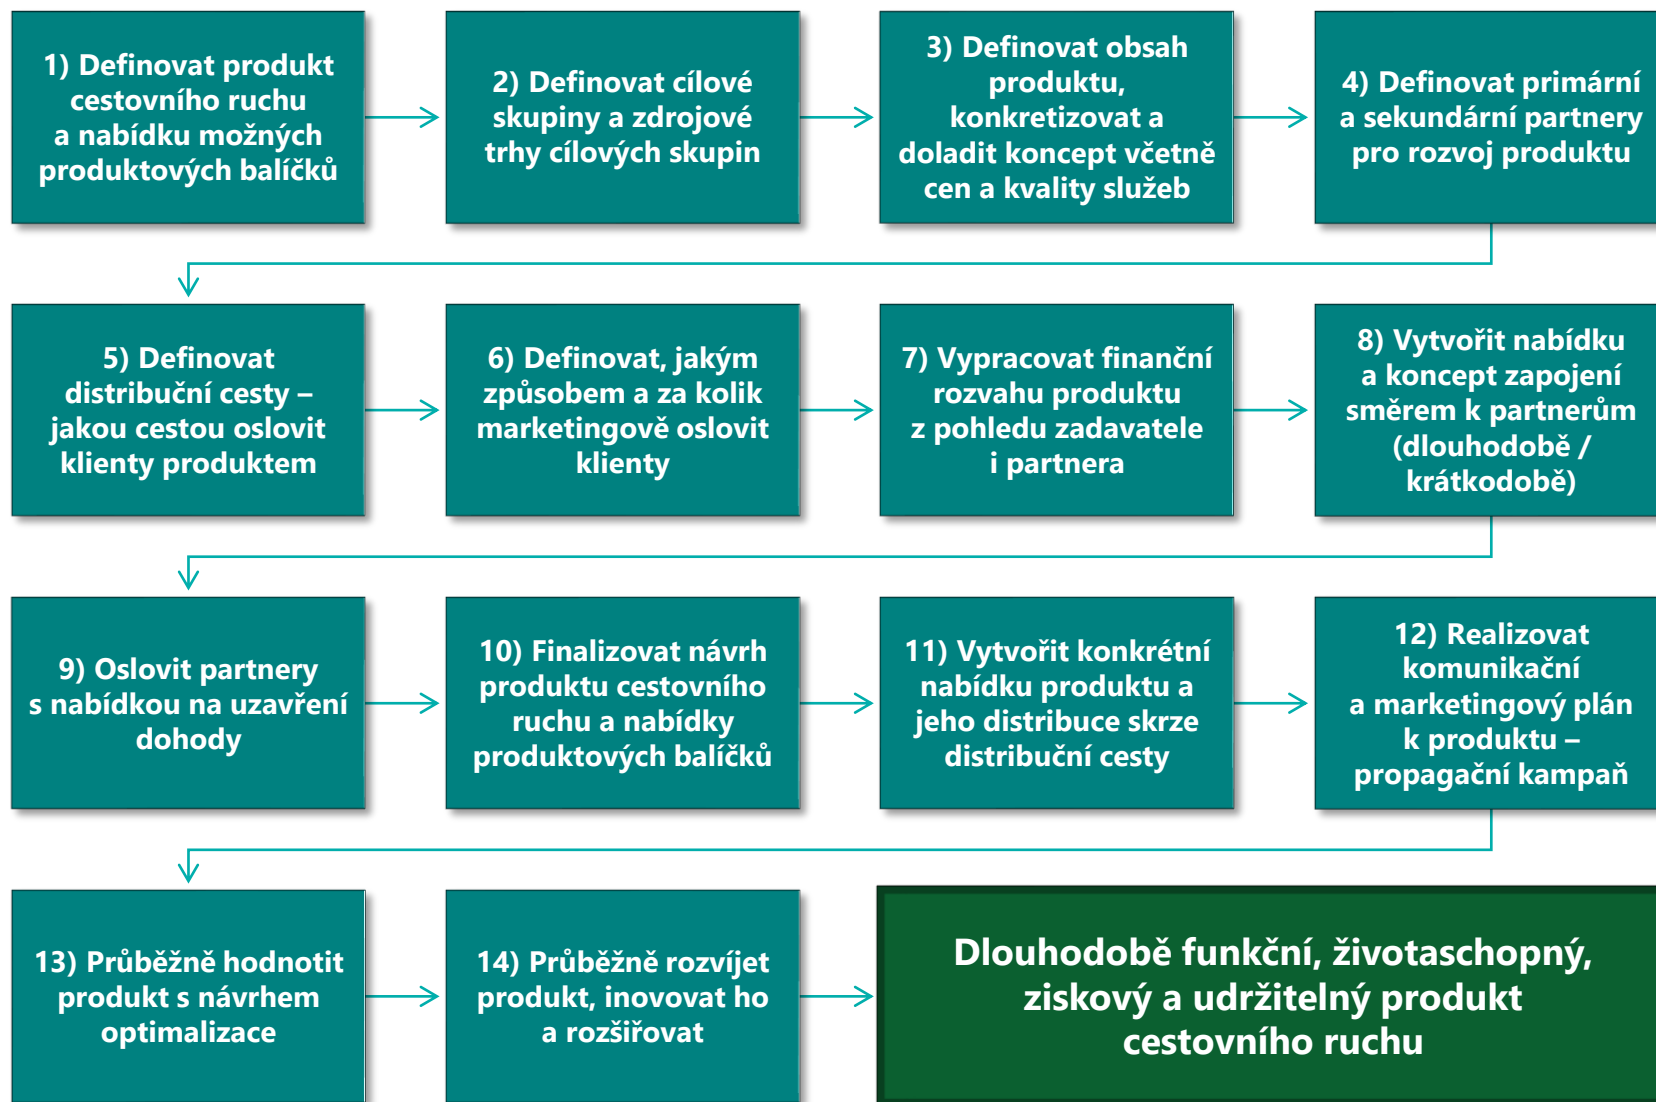 1) Definovat produkt
cestovního ruchu
a nabídku možných
produktových balíčků
2) Definovat cílové
skupiny a zdrojové
trhy cílových skupin
3) Definovat obsah
produktu,
konkretizovat a
doladit koncept včetně
cen a kvality služeb
4) Definovat primární
a sekundární partnery
pro rozvoj produktu
5) Definovat
distribuční cesty –
jakou cestou oslovit
klienty produktem
6) Definovat, jakým
způsobem a za kolik
marketingově oslovit
klienty
7) Vypracovat finanční
rozvahu produktu
z pohledu zadavatele
i partnera
8) Vytvořit nabídku
a koncept zapojení
směrem k partnerům
(dlouhodobě /
krátkodobě)
9) Oslovit partnery
s nabídkou na uzavření
dohody
10) Finalizovat návrh
produktu cestovního
ruchu a nabídky
produktových balíčků
11) Vytvořit konkrétní
nabídku produktu a
jeho distribuce skrze
distribuční cesty
12) Realizovat
komunikační
a marketingový plán
k produktu –
propagační kampaň
13) Průběžně hodnotit
produkt s návrhem
optimalizace
14) Průběžně rozvíjet
produkt, inovovat ho
a rozšiřovat
Dlouhodobě funkční, životaschopný,
ziskový a udržitelný produkt
cestovního ruchu